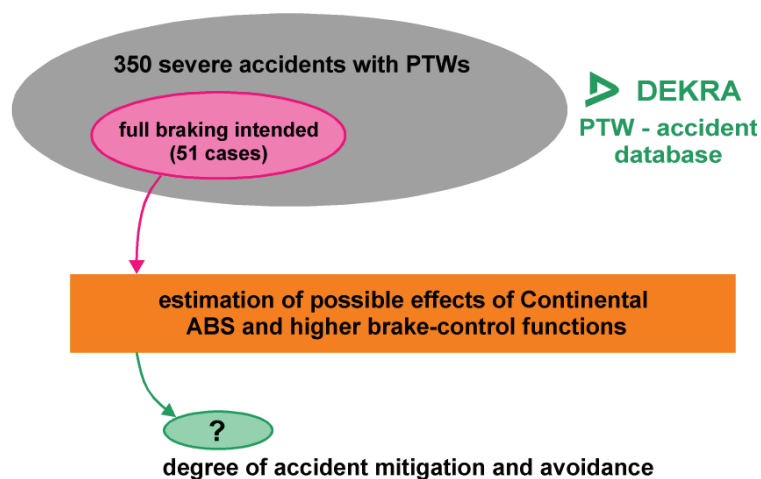 350 severe accidents with PTWs
full braking intended
(51 cases)
DEKRA
PTW - accident
database
estimation of possible effects of Continental
ABS and higher brake-control functions
?
degree of accident mitigation and avoidance